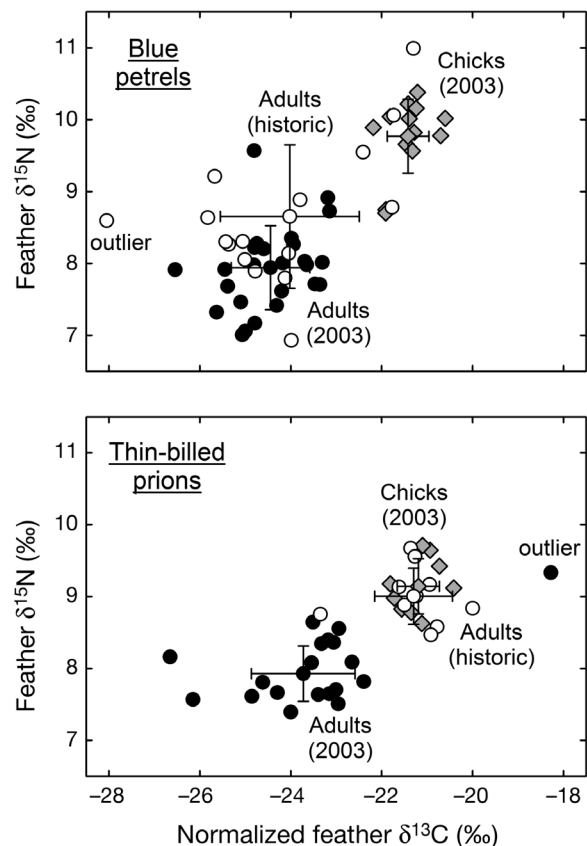 Blue
petrels
Chicks
(2003)
Adults
(historic)
outlier
Adults
(2003)
11
10
9
8
7
Feather δ15N (‰)
Thin-billed
prions
Chicks
(2003)
outlier
Adults
(historic)
Adults
(2003)
11
10
9
8
7
Feather δ15N (‰)
−28 −26 −24 −22 −20 −18
Normalized feather δ13C (‰)